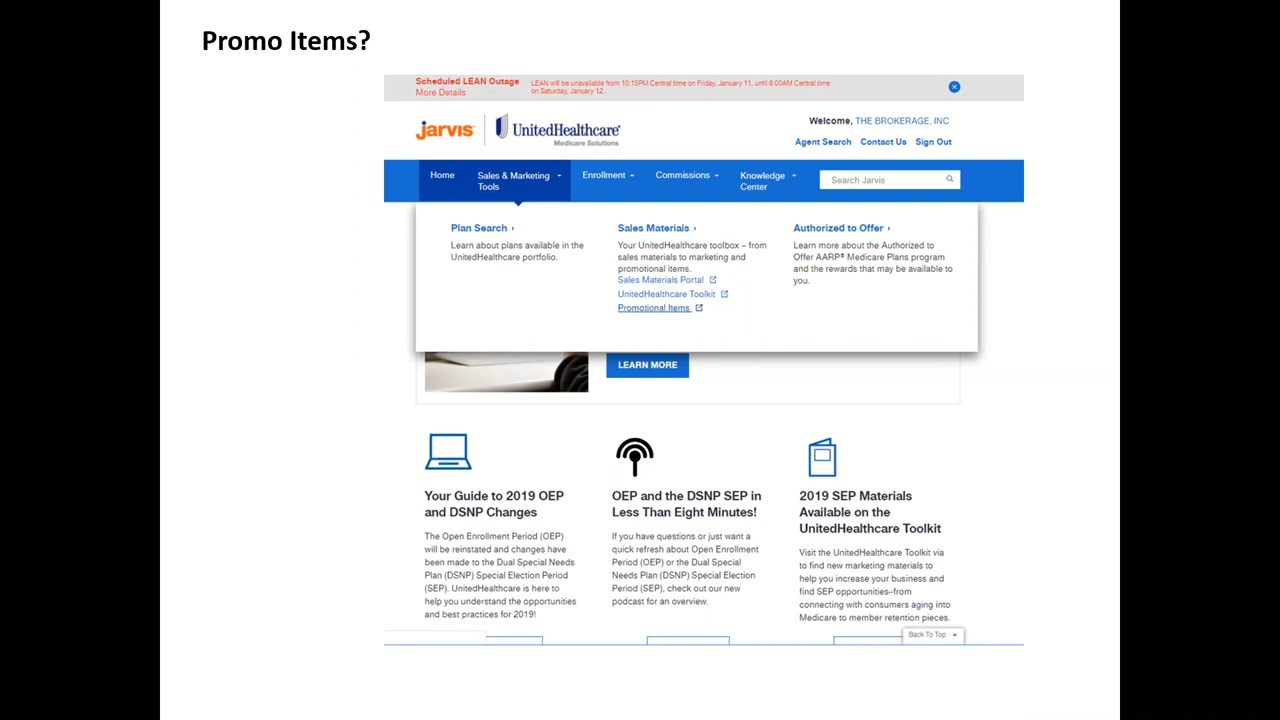 Promo Items?
Scheduled LEAN Outage
More Details
LEAN will be unavailable from 10:15PM Central time on Friday, January 11, until 6:00AM Central time
on Saturday, January 12.
jarvis
UnitedHealthcare®
Medicare Solutions
Welcome, THE BROKERAGE, INC
Agent Search Contact Us Sign Out
Home
Sales & Marketing
Tools
Enrollment
Commissions
Knowledge
Center
Search Jarvis
Plan Search ›
Learn about plans available in the
UnitedHealthcare portfolio.
Sales Materials ›
Your UnitedHealthcare toolbox – from
sales materials to marketing and
promotional items.
Sales Materials Portal
UnitedHealthcare Toolkit
Promotional Items
Authorized to Offer ›
Learn more about the Authorized to
Offer AARP® Medicare Plans program
and the rewards that may be available to
you.
LEARN MORE
Your Guide to 2019 OEP
and DSNP Changes
The Open Enrollment Period (OEP)
will be reinstated and changes have
been made to the Dual Special Needs
Plan (DSNP) Special Election Period
(SEP). UnitedHealthcare is here to
help you understand the opportunities
and best practices for 2019!
OEP and the DSNP SEP in
Less Than Eight Minutes!
If you have questions or just want a
quick refresh about Open Enrollment
Period (OEP) or the Dual Special
Needs Plan (DSNP) Special Election
Period (SEP), check out our new
podcast for an overview.
2019 SEP Materials
Available on the
UnitedHealthcare Toolkit
Visit the UnitedHealthcare Toolkit via
to find new marketing materials to
help you increase your business and
find SEP opportunities–from
connecting with consumers aging into
Medicare to member retention pieces.
Back To Top